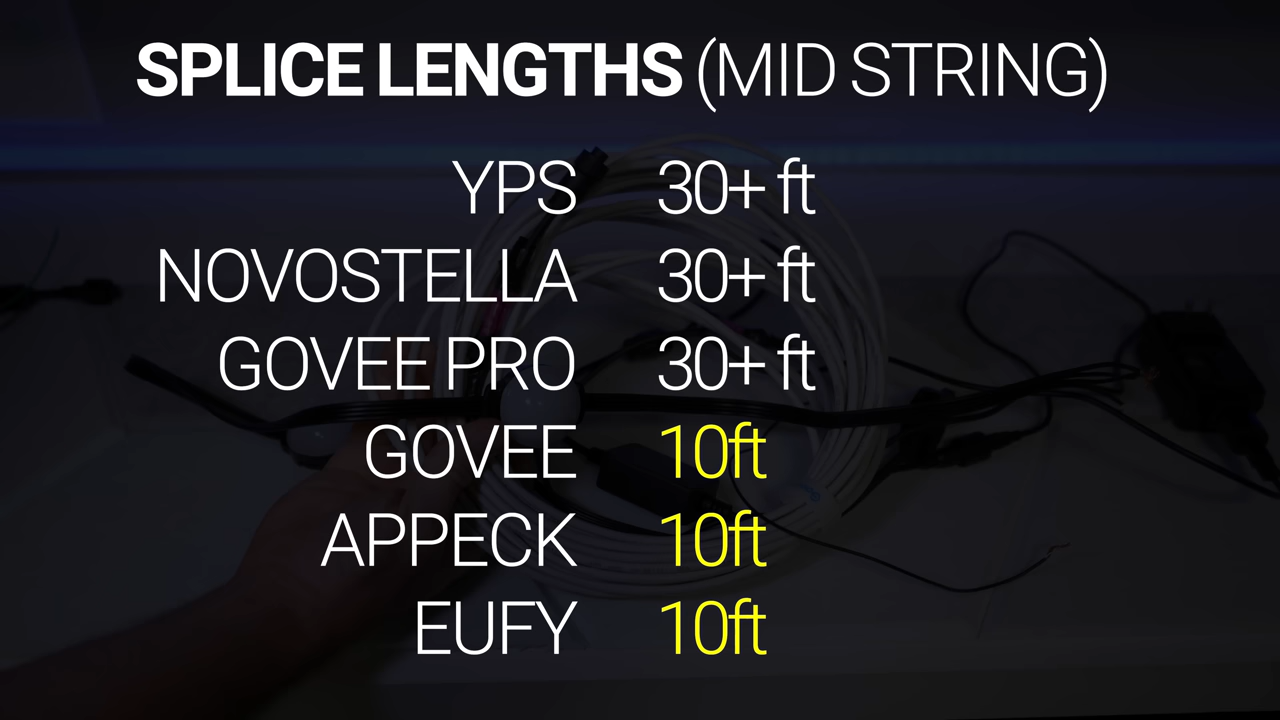 SPLICE LENGTHS (MID STRING)
YPS 30+ ft
NOVOSTELLA 30+ ft
GOVEE PRO 30+ ft
GOVEE 10ft
APPECK 10ft
EUFY 10ft